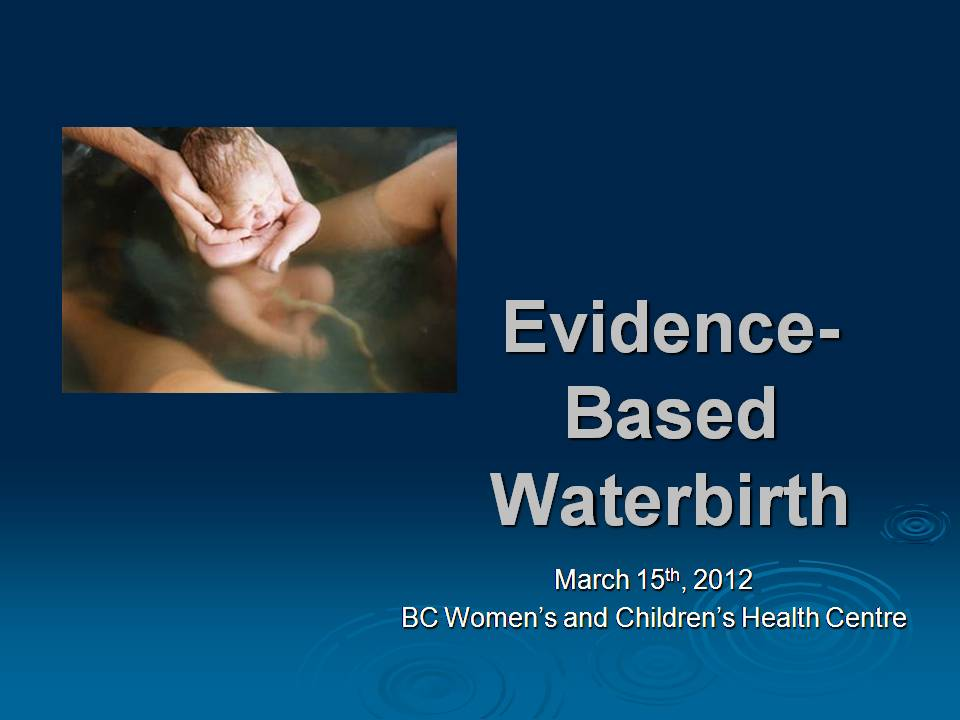 Evidence-
Based
Waterbirth
March 15th, 2012
BC Women's and Children's Health Centre